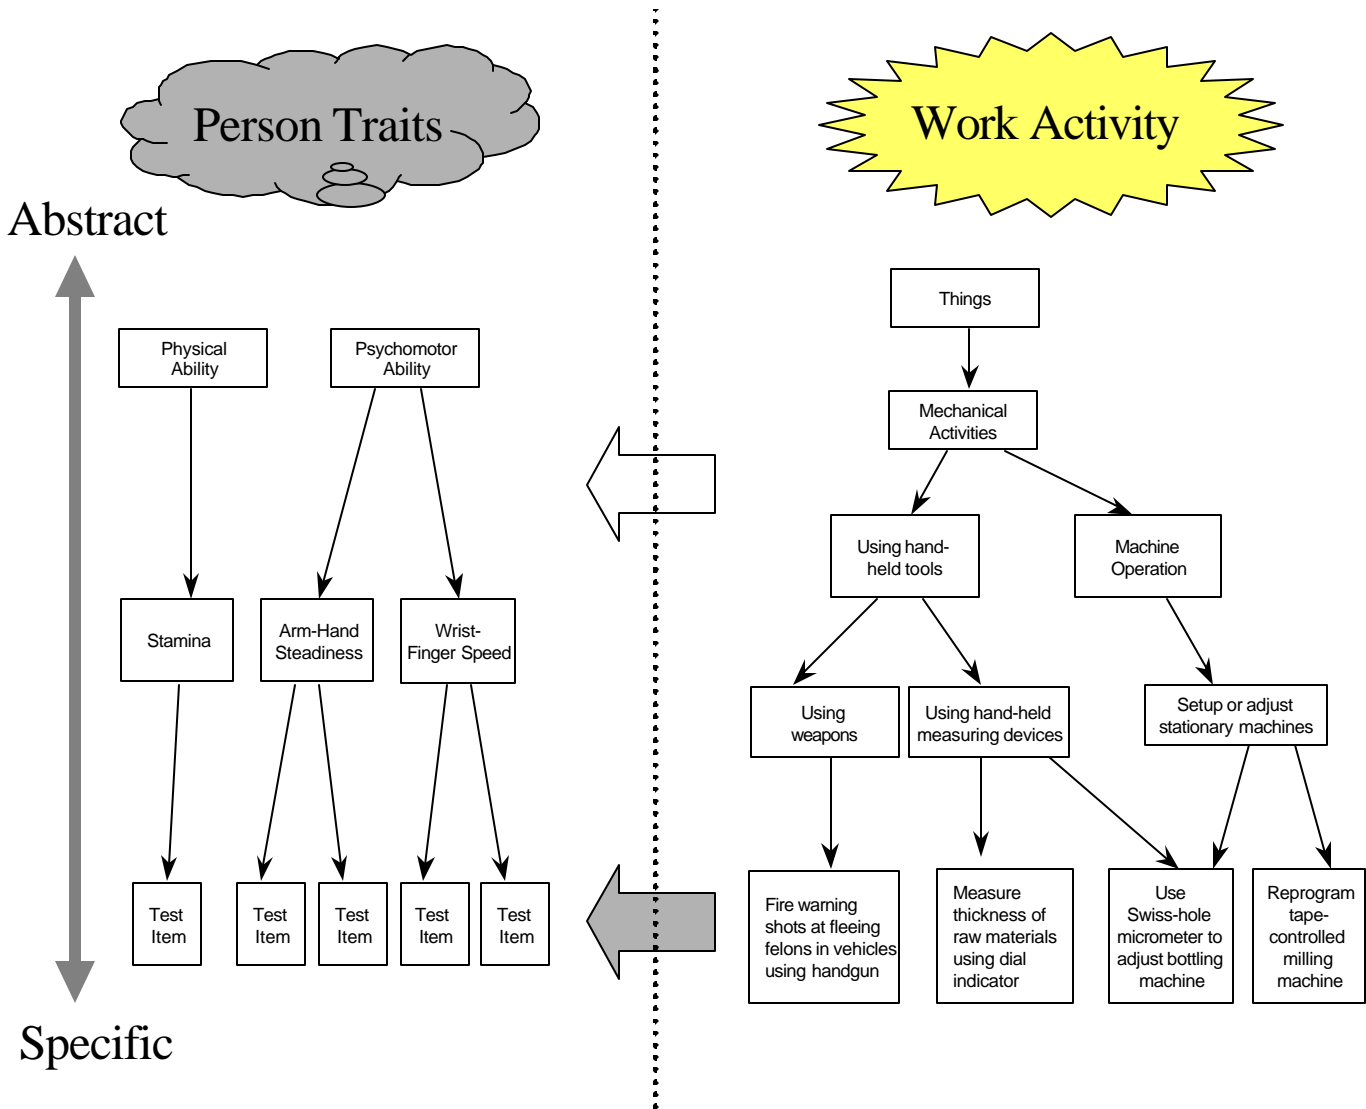 Person Traits
Work Activity
Abstract
Things
Physical
Ability
Psychomotor
Ability
Mechanical
Activities
Using hand-
held tools
Machine
Operation
Stamina
Arm-Hand
Steadiness
Wrist-
Finger Speed
Using
weapons
Using hand-held
measuring devices
Setup or adjust
stationary machines
Test
Item
Test
Item
Test
Item
Test
Item
Test
Item
Fire warning
shots at fleeing
felons in vehicles
using handgun
Measure
thickness of
raw materials
using dial
indicator
Use
Swiss-hole
micrometer to
adjust bottling
machine
Reprogram
tape-
controlled
milling
machine
Specific